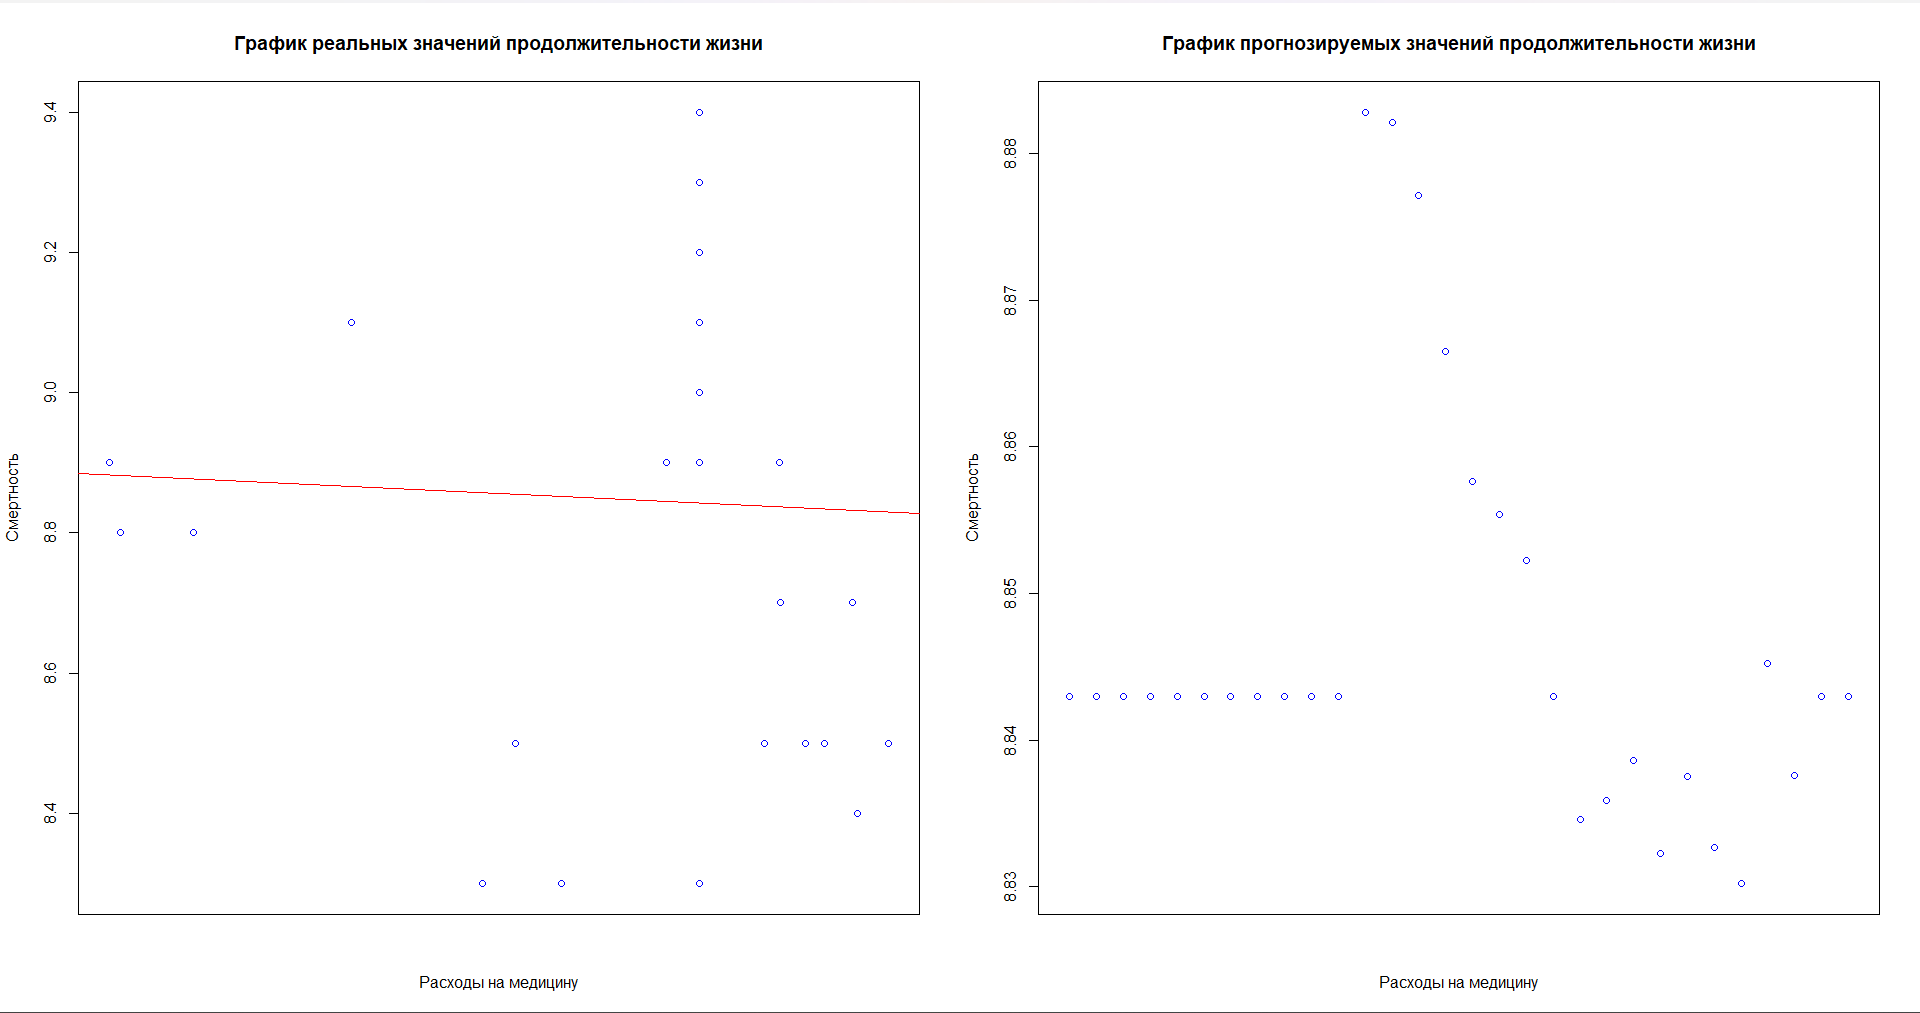 График реальных значений продолжительности жизни
9.4
9.2
9.0
8.8
8.6
8.4
Смертность
Расходы на медицину
График прогнозируемых значений продолжительности жизни
8.88
8.87
8.86
8.85
8.84
8.83
Смертность
Расходы на медицину